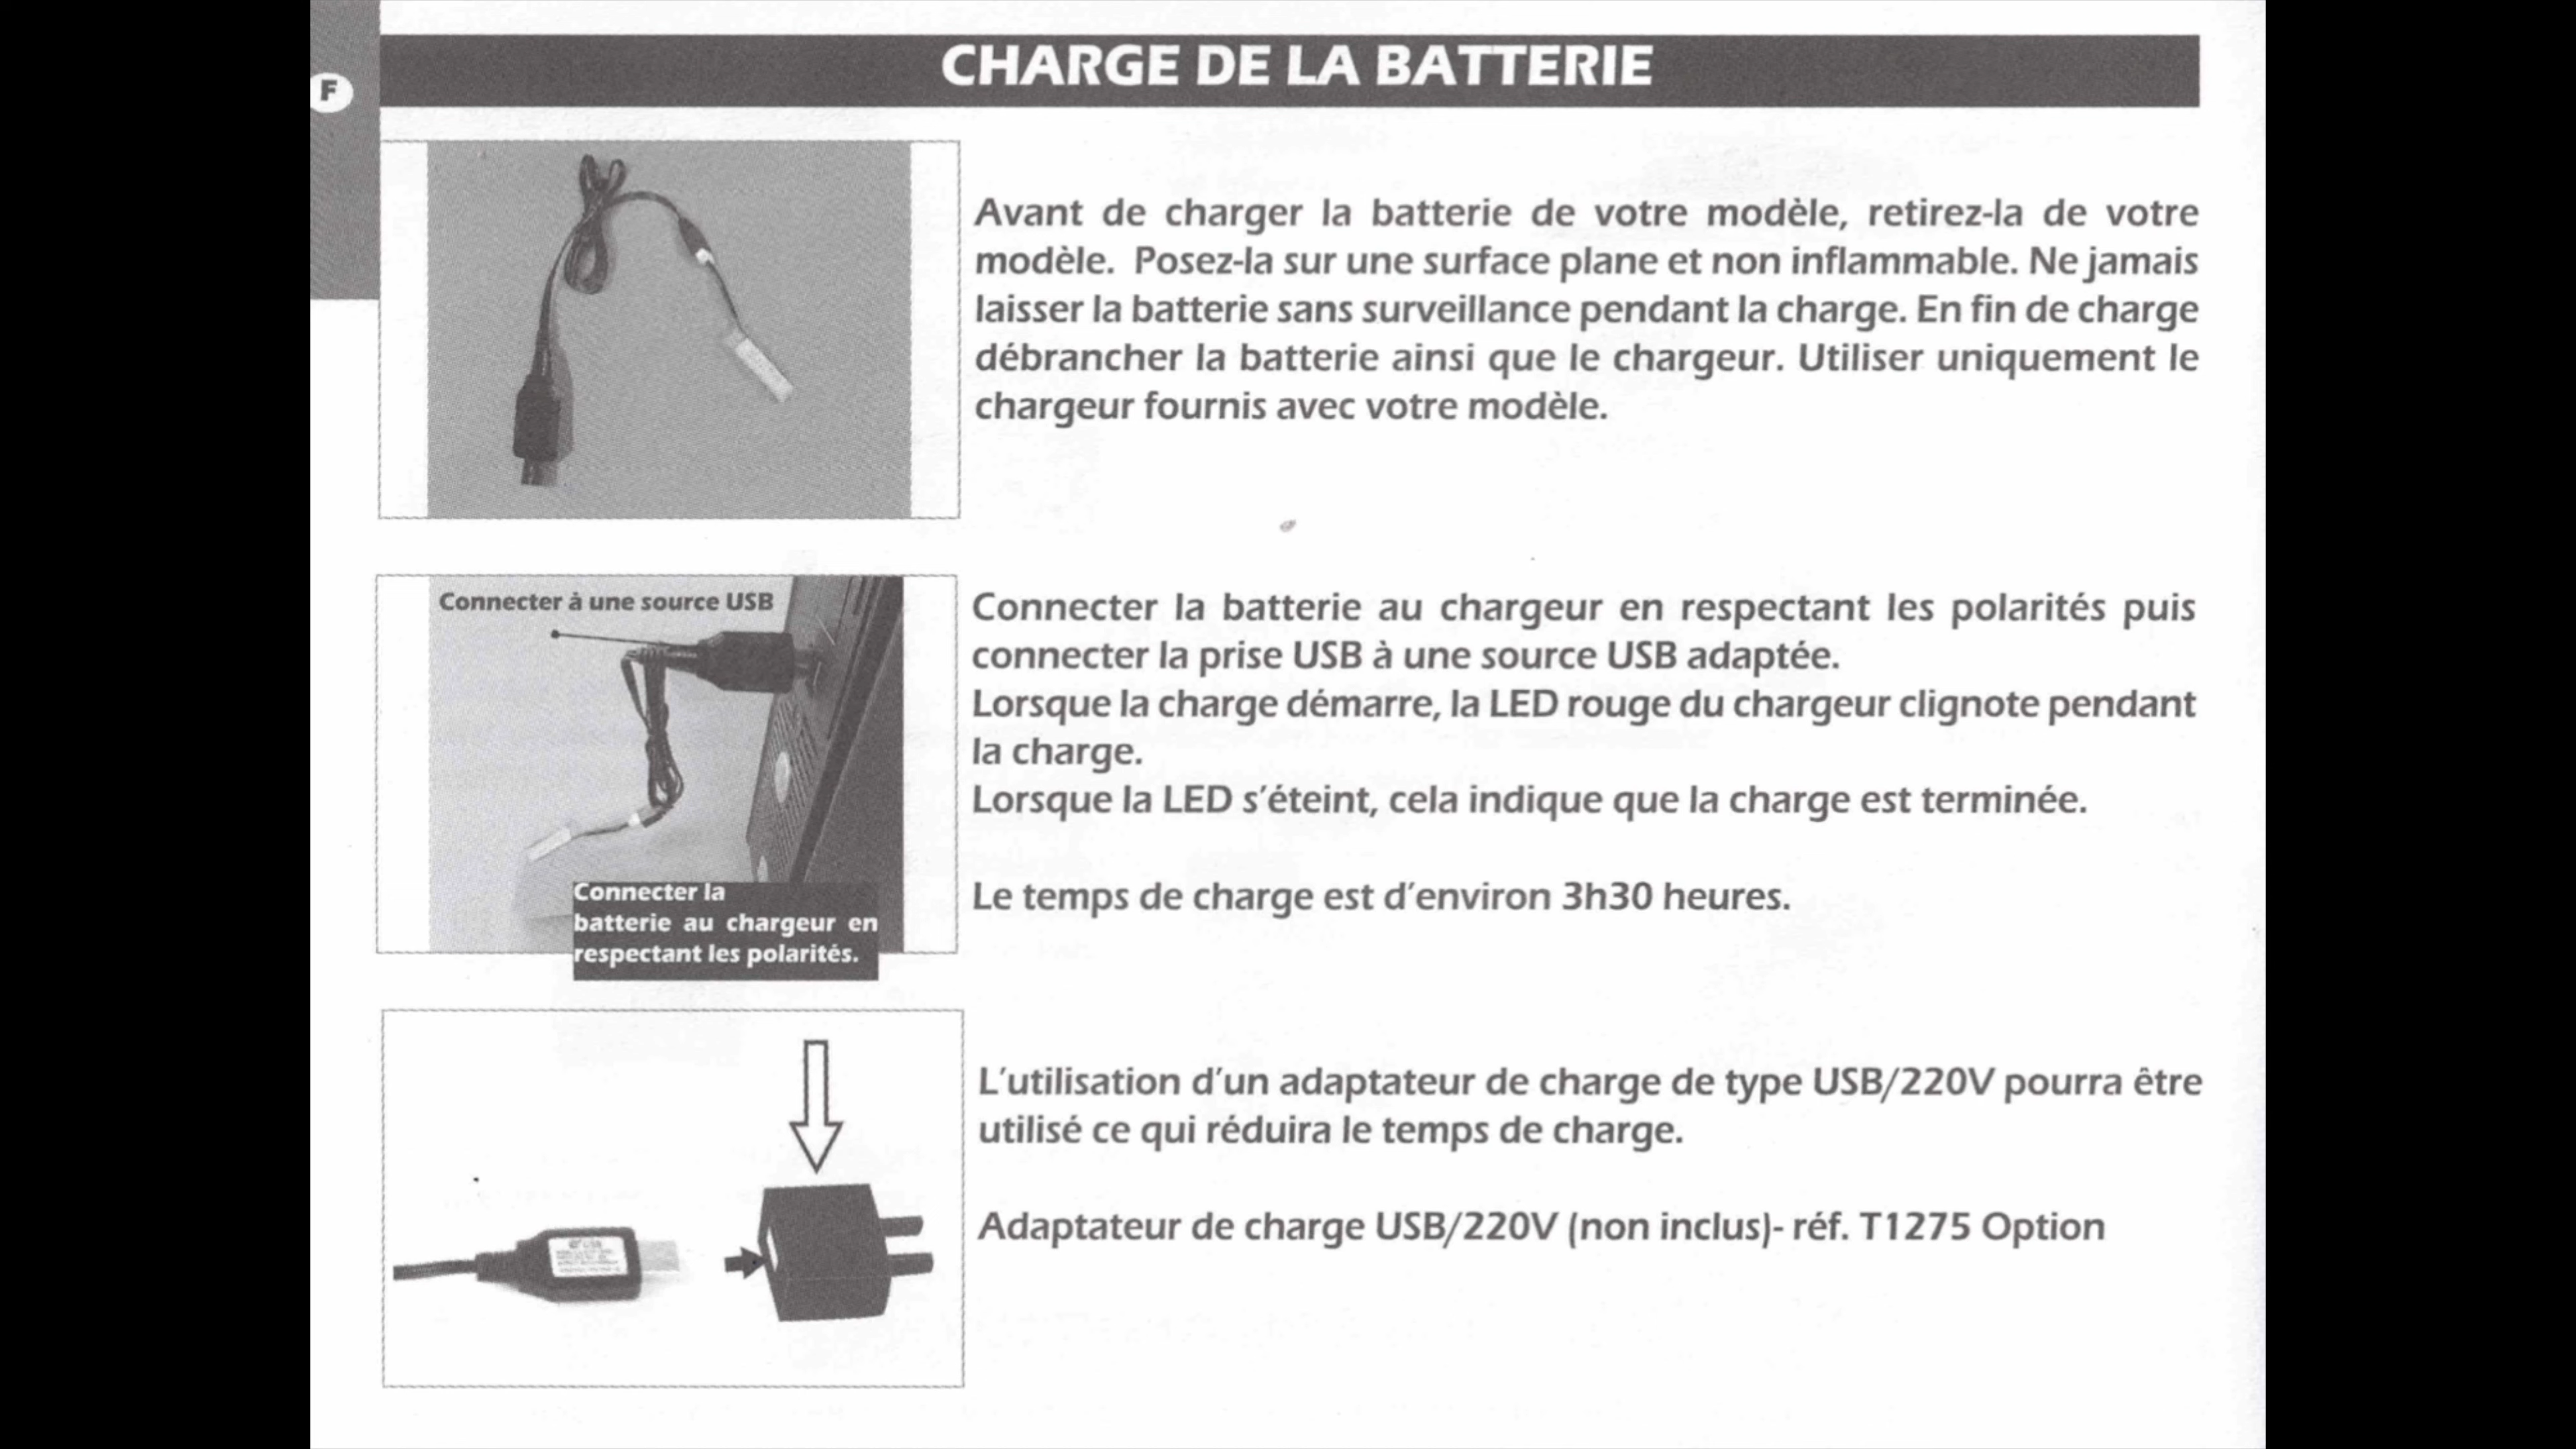 CHARGE DE LA BATTERIE
F
Avant de charger la batterie de votre modèle, retirez-la de votre
modèle. Posez-la sur une surface plane et non inflammable. Ne jamais
laisser la batterie sans surveillance pendant la charge. En fin de charge
débrancher la batterie ainsi que le chargeur. Utiliser uniquement le
chargeur fournis avec votre modèle.
Connecter à une source USB
Connecter la
batterie au chargeur en
respectant les polarités.
Connecter la batterie au chargeur en respectant les polarités puis
connecter la prise USB à une source USB adaptée.
Lorsque la charge démarre, la LED rouge du chargeur clignote pendant
la charge.
Lorsque la LED s'éteint, cela indique que la charge est terminée.
Le temps de charge est d'environ 3h30 heures.
L'utilisation d'un adaptateur de charge de type USB/220V pourra être
utilisé ce qui réduira le temps de charge.
Adaptateur de charge USB/220V (non inclus)- réf. T1275 Option